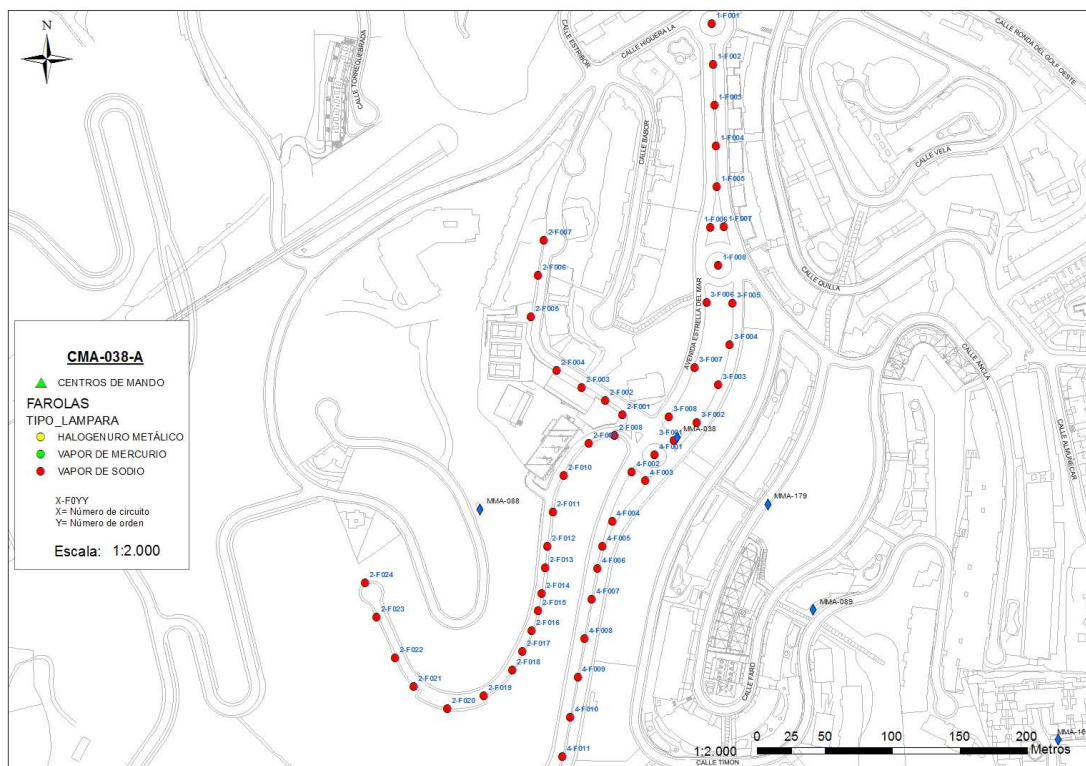 N
CALLE TORREQUEBRADA
CALLE ESTRIBOR
CALLE HIGUERA LA
CALLE RONDA DEL GOLF OESTE
CALLE BABOR
CALLE VELA
CALLE QUILLA
AVENIDA ESTRELLA DEL MAR
CALLE ANCLA
CALLE ALMUÑECAR
CALLE FARO
CALLE TIMON
1-F001
1-F002
1-F003
1-F004
1-F005
1-F006
1-F007
1-F008
2-F007
2-F006
2-F005
2-F004
2-F003
2-F002
2-F001
2-F008
2-F010
2-F011
2-F012
2-F013
2-F014
2-F015
2-F016
2-F017
2-F018
2-F019
2-F020
2-F021
2-F022
2-F023
2-F024
3-F006
3-F005
3-F004
3-F007
3-F003
3-F008
3-F002
3-F001
4-F001
4-F002
4-F003
4-F004
4-F005
4-F006
4-F007
4-F008
4-F009
4-F010
4-F011
MMA-038
MMA-088
MMA-179
MMA-089
CMA-038-A
CENTROS DE MANDO
FAROLAS
TIPO_LAMPARA
HALOGENURO METÁLICO
VAPOR DE MERCURIO
VAPOR DE SODIO
X-F0YY
X= Número de circuito
Y= Número de orden
Escala: 1:2.000
1:2.000
0 25 50 100 150 200
Metros